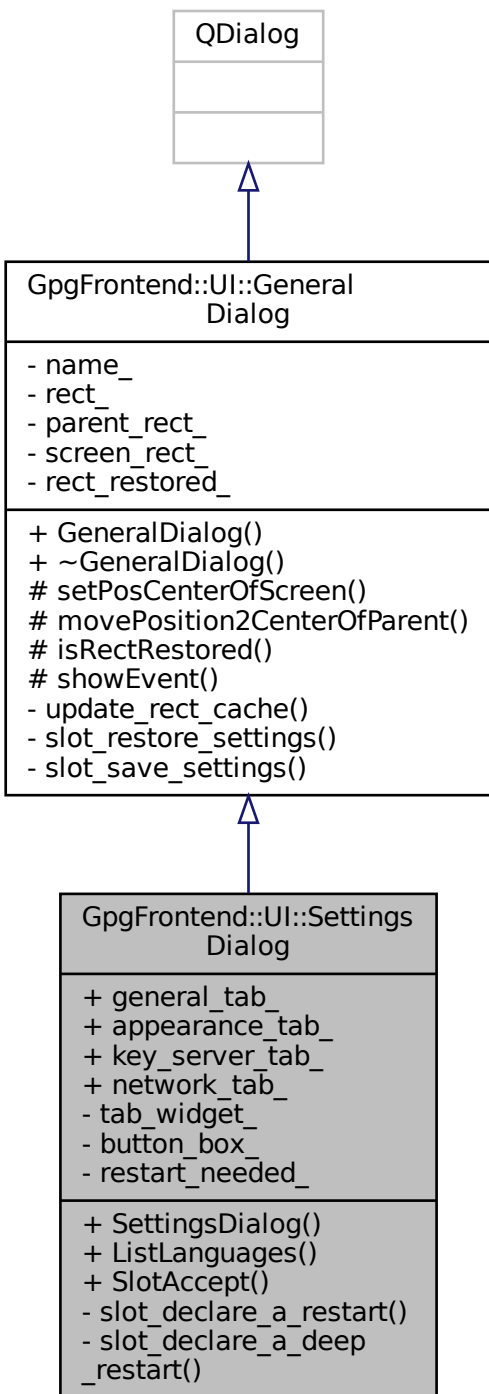 QDialog
GpgFrontend::UI::General
Dialog
- name_
- rect_
- parent_rect_
- screen_rect_
- rect_restored_
+ GeneralDialog()
+ ~GeneralDialog()
# setPosCenterOfScreen()
# movePosition2CenterOfParent()
# isRectRestored()
# showEvent()
- update_rect_cache()
- slot_restore_settings()
- slot_save_settings()
GpgFrontend::UI::Settings
Dialog
+ general_tab_
+ appearance_tab_
+ key_server_tab_
+ network_tab_
- tab_widget_
- button_box_
- restart_needed_
+ SettingsDialog()
+ ListLanguages()
+ SlotAccept()
- slot_declare_a_restart()
- slot_declare_a_deep
_restart()